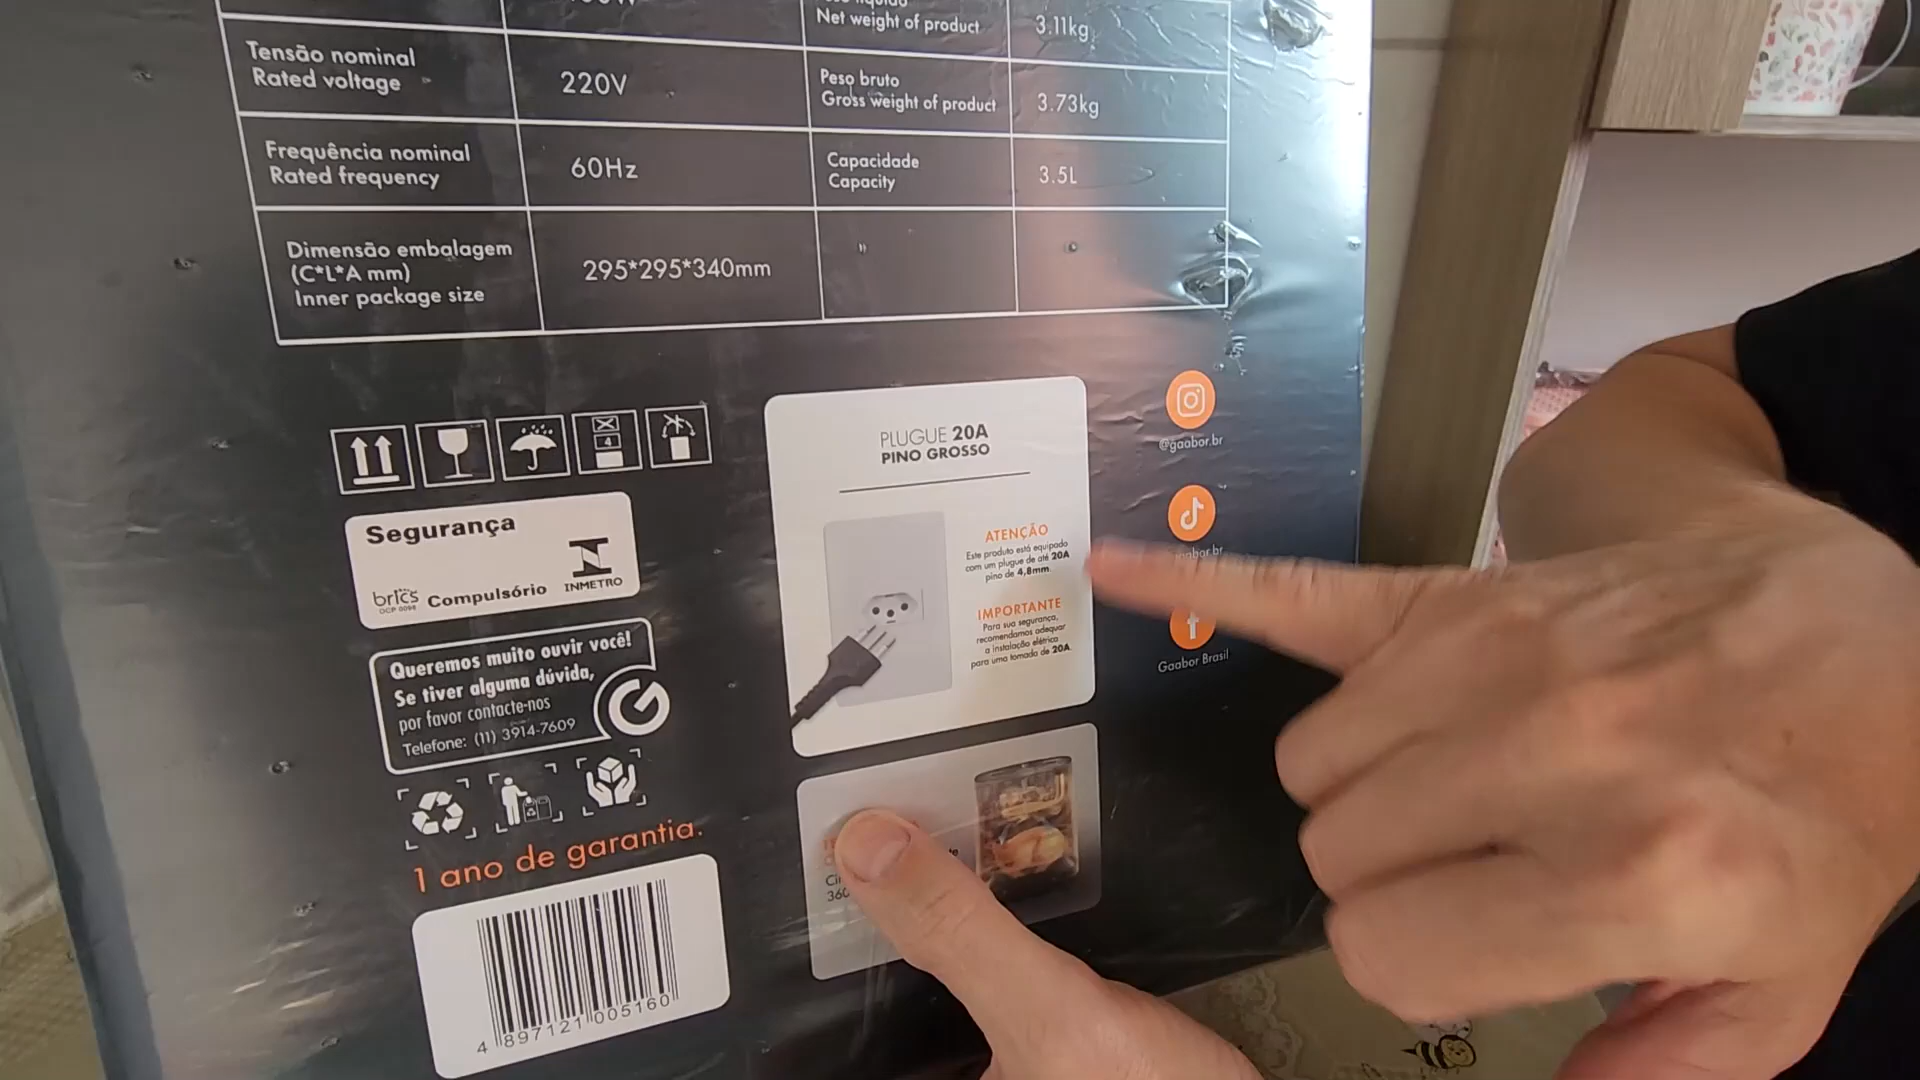 Net weight of product
3.11kg
Tensão nominal
Rated voltage
220V
Peso bruto
Gross weight of product
3.73kg
Frequência nominal
Rated frequency
60Hz
Capacidade
Capacity
3.5L
Dimensão embalagem
(C*L*A mm)
Inner package size
295*295*340mm
4
Segurança
brics
OCP 0098
Compulsório
INMETRO
Queremos muito ouvir você!
Se tiver alguma dúvida,
por favor contacte-nos
Telefone: (11) 3914-7609
1 ano de garantia.
4 897121 005160
PLUGUE 20A
PINO GROSSO
ATENÇÃO
Este produto está equipado
com um plugue de até 20A
pino de 4,8mm.
IMPORTANTE
Para sua segurança,
recomendamos adequar
a instalação elétrica
para uma tomada de 20A.
@gaabor.br
Gaabor Brasil